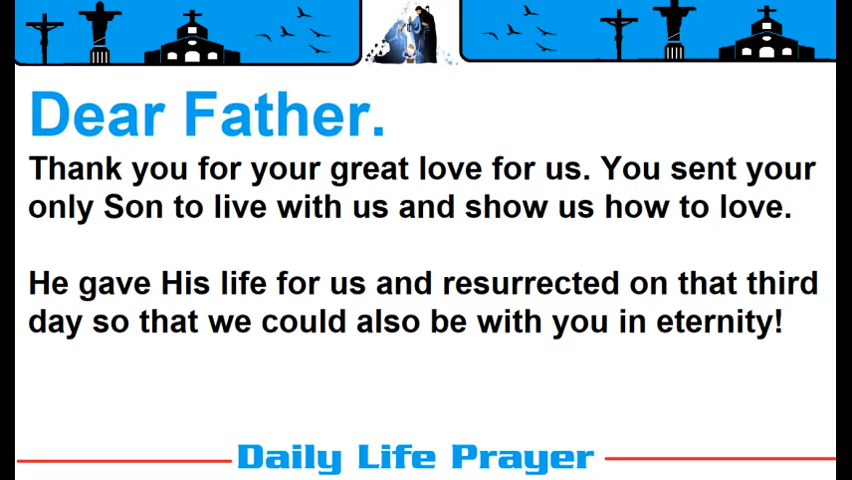 Dear Father.
Thank you for your great love for us. You sent your
only Son to live with us and show us how to love.
He gave His life for us and resurrected on that third
day so that we could also be with you in eternity!
Daily Life Prayer